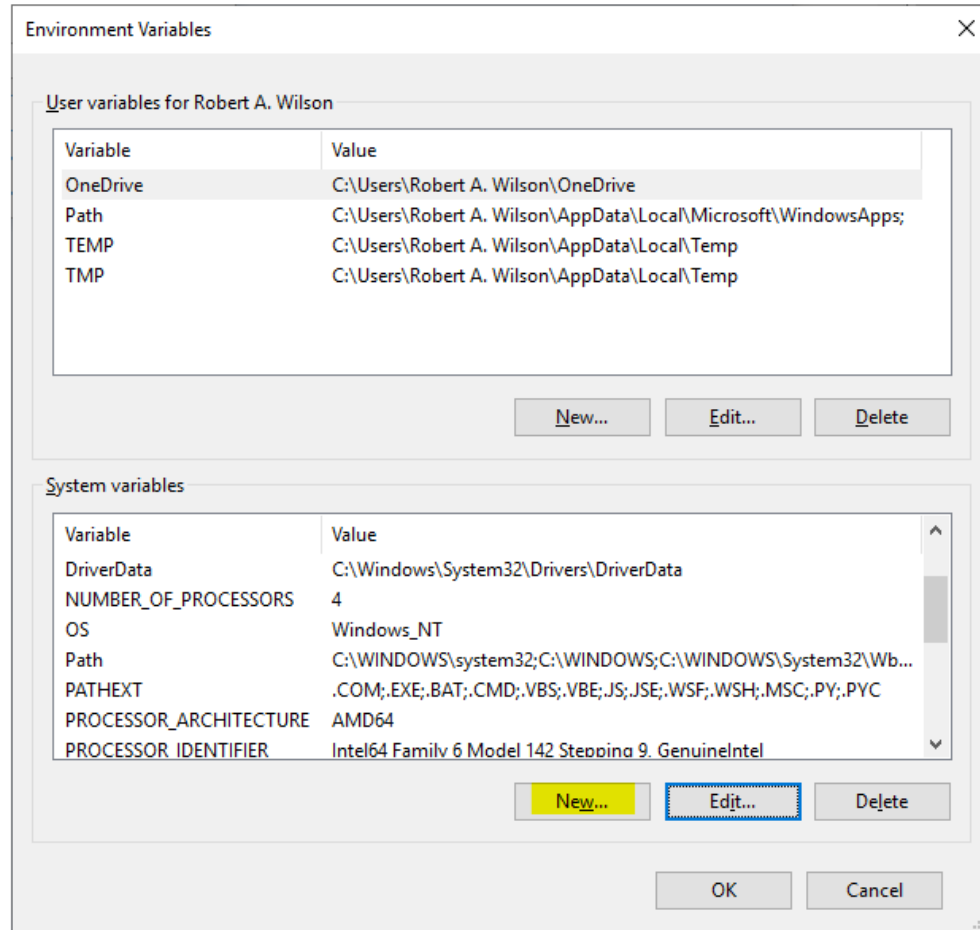 Environment Variables
User variables for Robert A. Wilson
Variable Value
OneDrive C:\Users\Robert A. Wilson\OneDrive
Path C:\Users\Robert A. Wilson\AppData\Local\Microsoft\WindowsApps;
TEMP C:\Users\Robert A. Wilson\AppData\Local\Temp
TMP C:\Users\Robert A. Wilson\AppData\Local\Temp
New... Edit... Delete
System variables
Variable Value
DriverData C:\Windows\System32\Drivers\DriverData
NUMBER_OF_PROCESSORS 4
OS Windows_NT
Path C:\WINDOWS\system32;C:\WINDOWS;C:\WINDOWS\System32\Wb...
PATHEXT .COM;.EXE;.BAT;.CMD;.VBS;.VBE;.JS;.JSE;.WSF;.WSH;.MSC;.PY;.PYC
PROCESSOR_ARCHITECTURE AMD64
PROCESSOR_IDENTIFIER Intel64 Family 6 Model 142 Stepping 9, GenuineIntel
New... Edit... Delete
OK Cancel